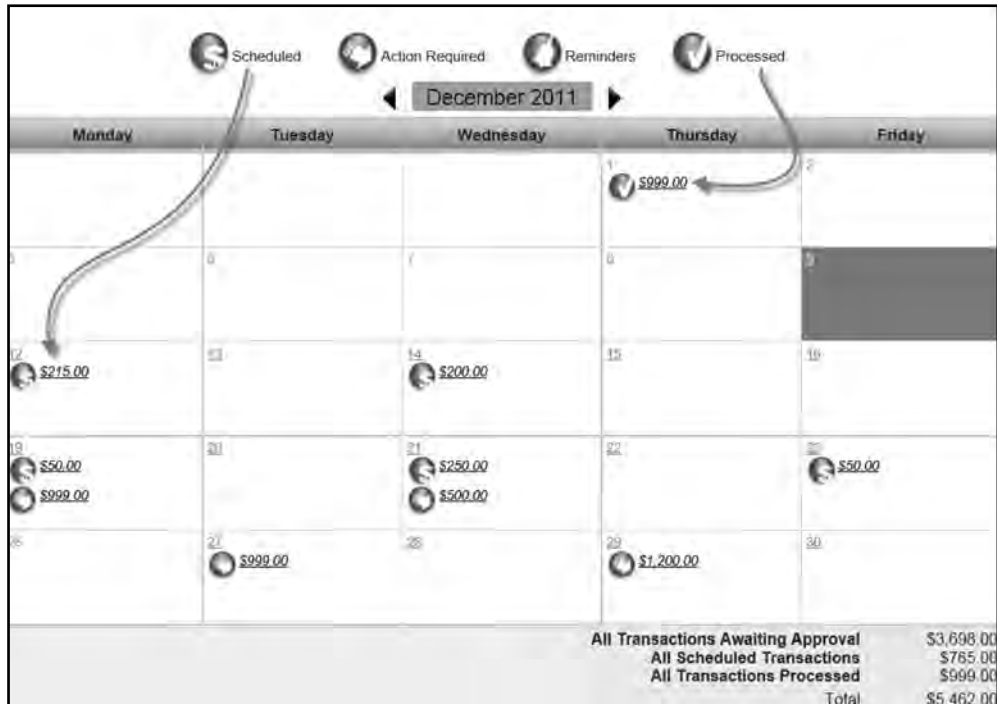 Scheduled Action Required Reminders Processed
December 2011
Monday Tuesday Wednesday Thursday Friday
1 2
$999.00
6 7
12 13 14 15 16
$215.00 $200.00
19 20 21 22 23
$50.00 $250.00 $50.00
$999.00 $500.00
27 28 29 30
$999.00 $1,200.00
All Transactions Awaiting Approval $3,698.00
All Scheduled Transactions $765.00
All Transactions Processed $999.00
Total $5,462.00